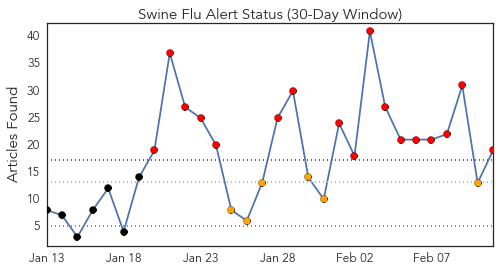 Swine Flu Alert Status (30-Day Window)
Articles Found
40
35
30
25
20
15
10
5
Jan 13 Jan 18 Jan 23 Jan 28 Feb 02 Feb 07